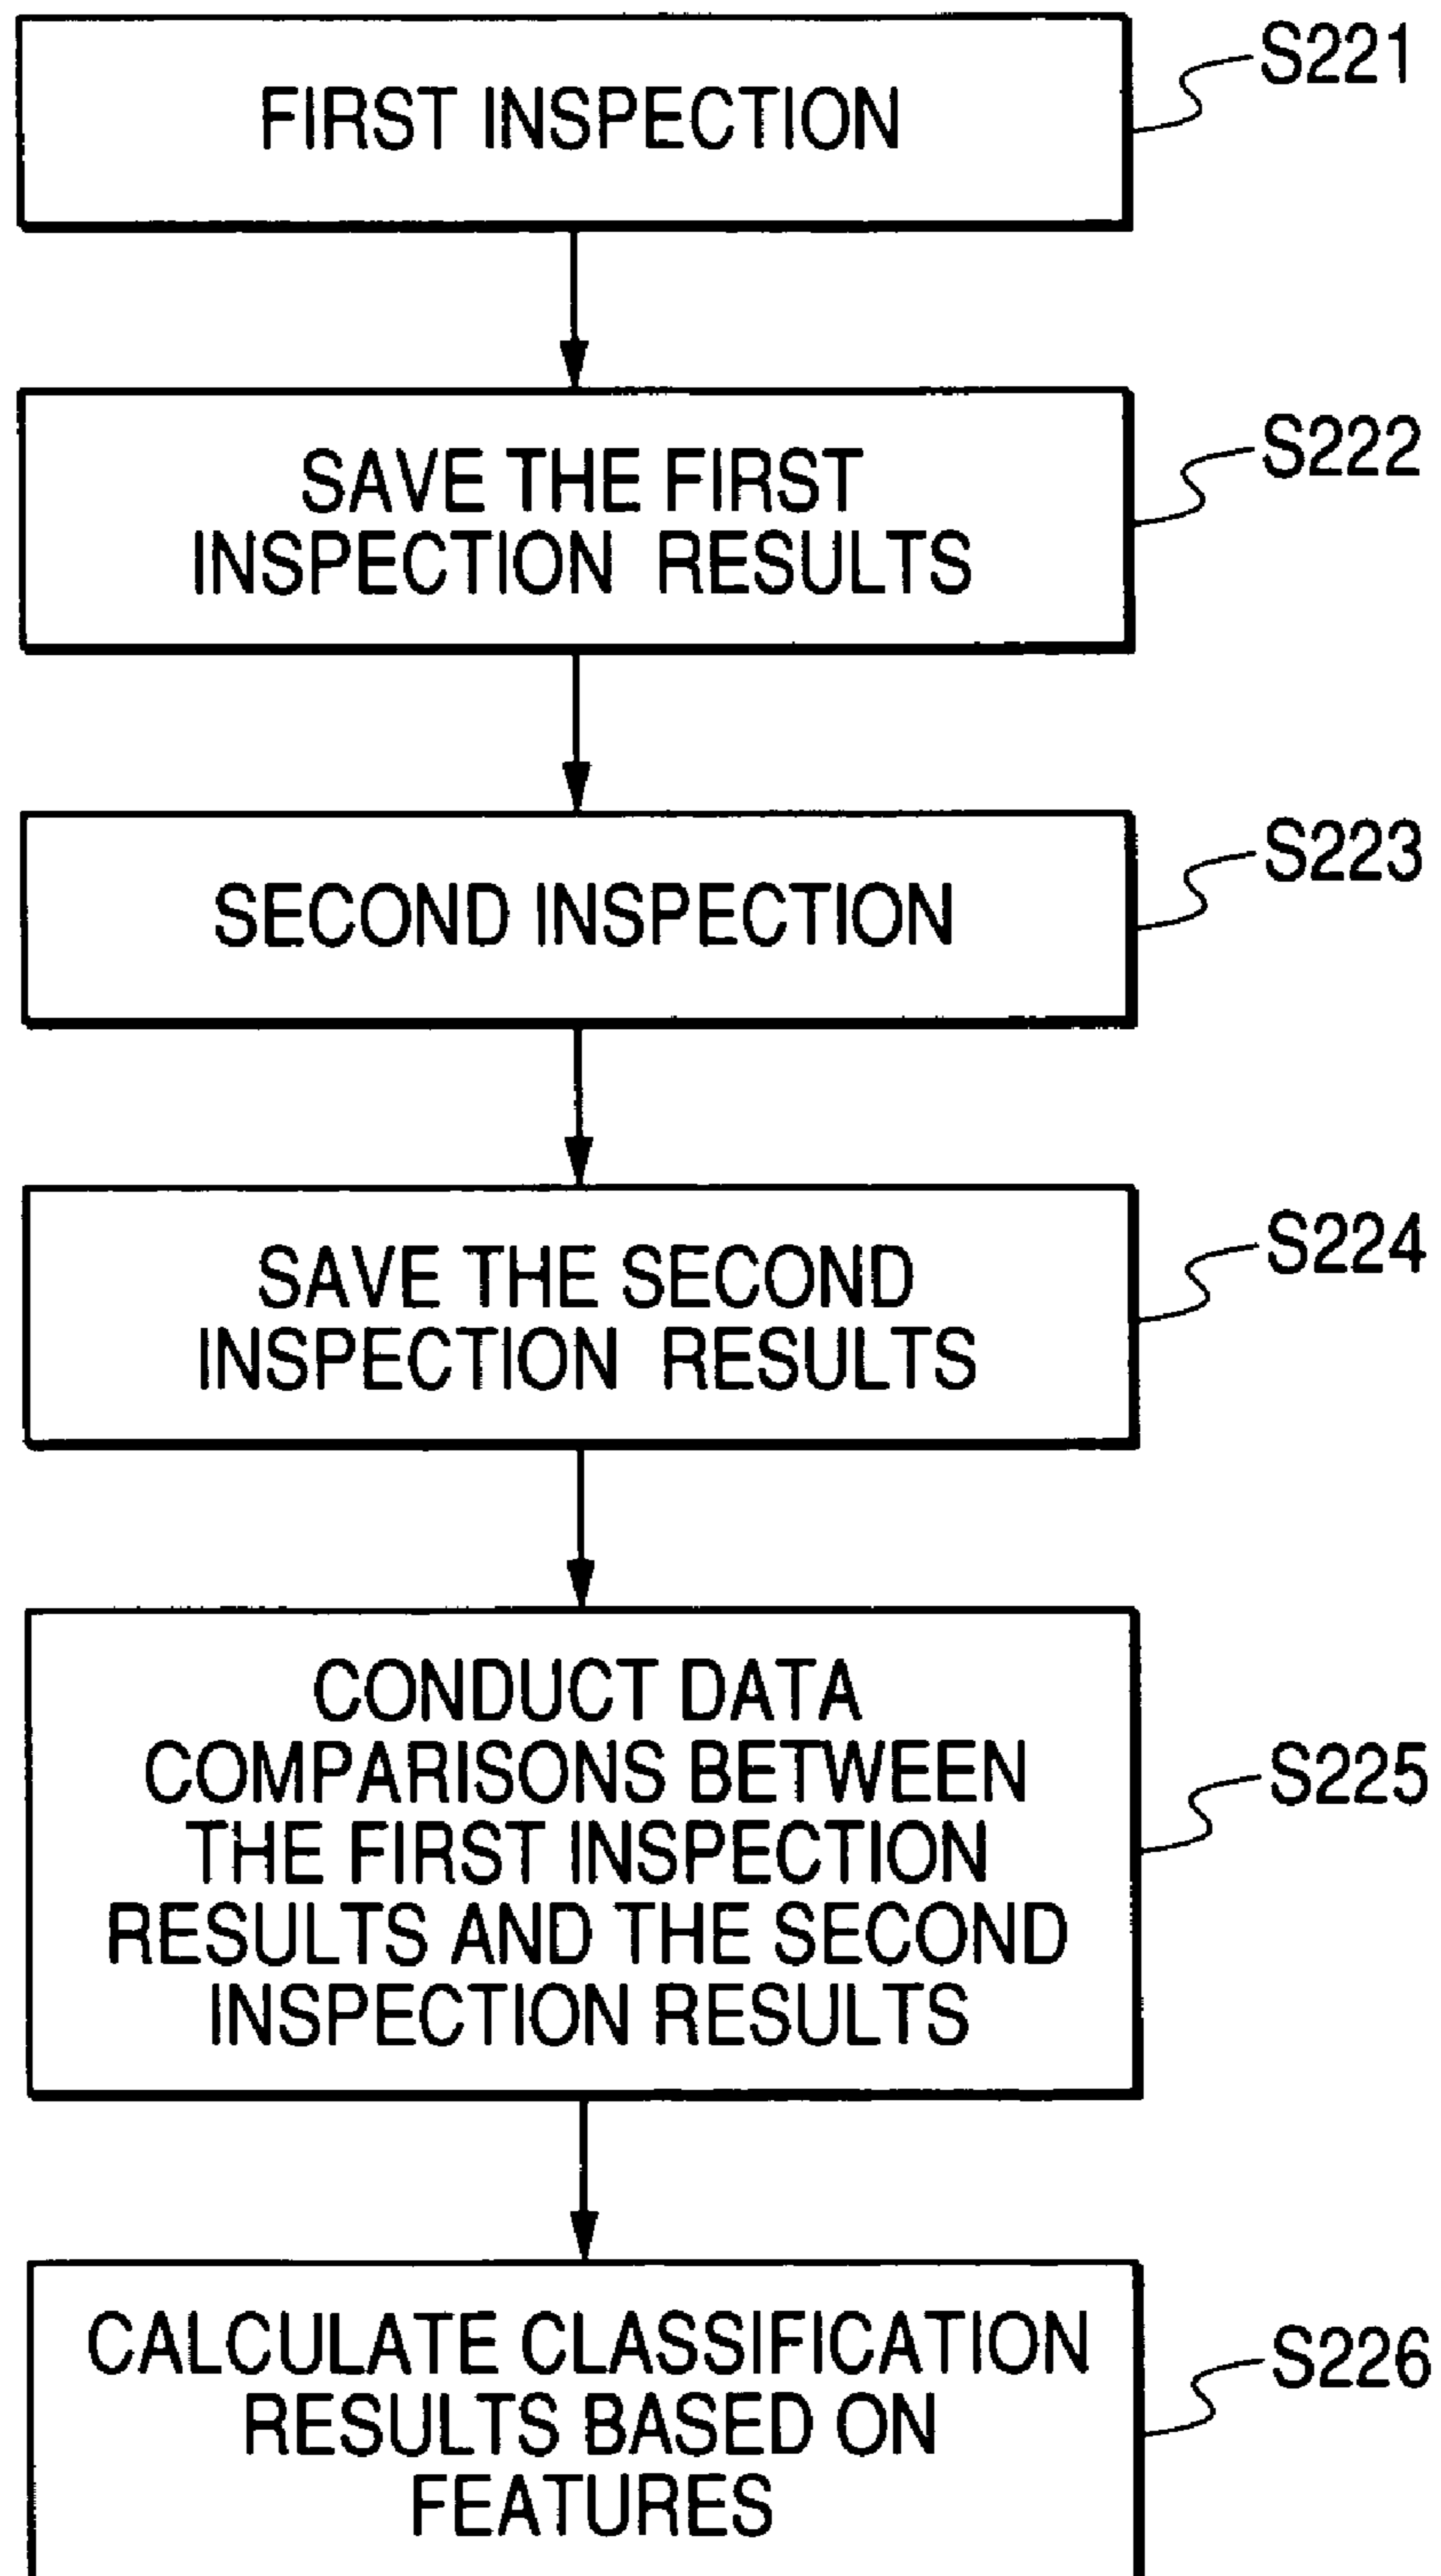 FIRST INSPECTION
S221
SAVE THE FIRST
INSPECTION RESULTS
S222
SECOND INSPECTION
S223
SAVE THE SECOND
INSPECTION RESULTS
S224
CONDUCT DATA
COMPARISONS BETWEEN
THE FIRST INSPECTION
RESULTS AND THE SECOND
INSPECTION RESULTS
S225
CALCULATE CLASSIFICATION
RESULTS BASED ON
FEATURES
S226